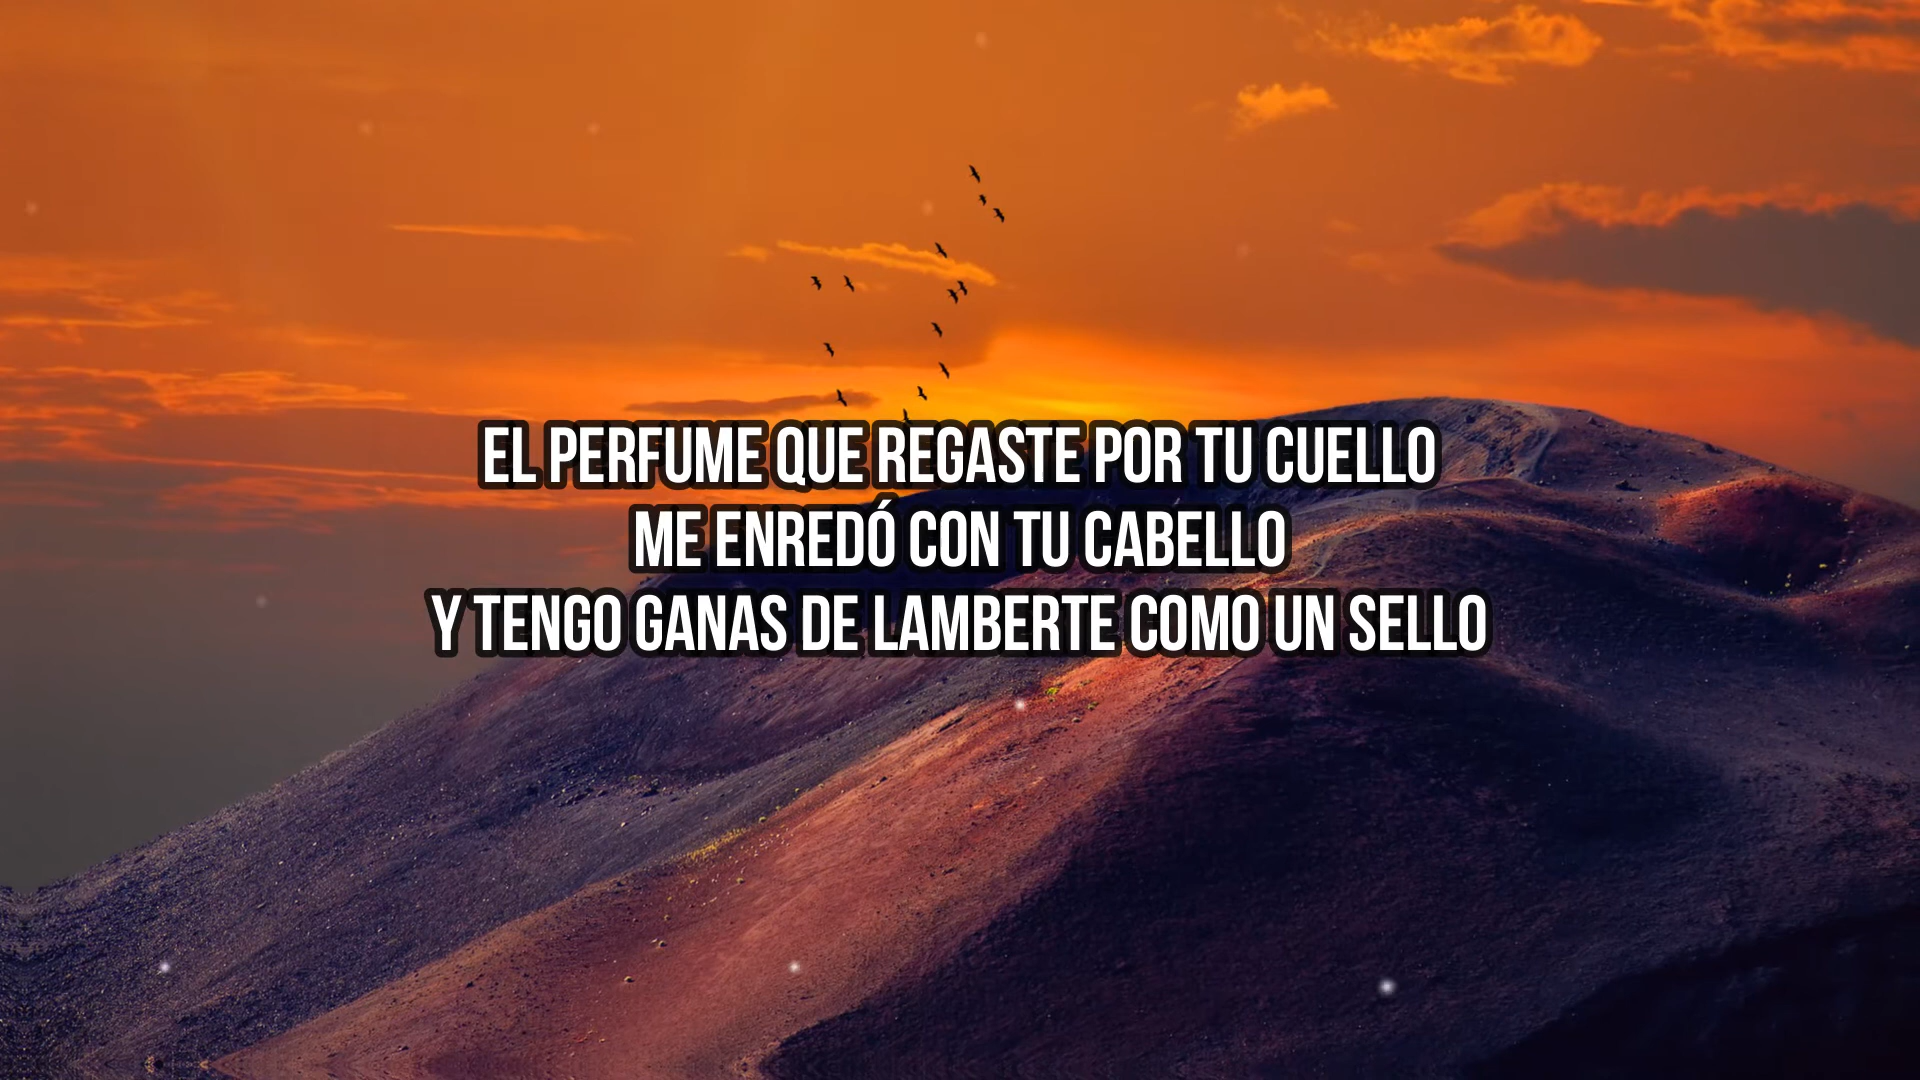 EL PERFUME QUE REGASTE POR TU CUELLO
ME ENREDÓ CON TU CABELLO
Y TENGO GANAS DE LAMBERTE COMO UN SELLO